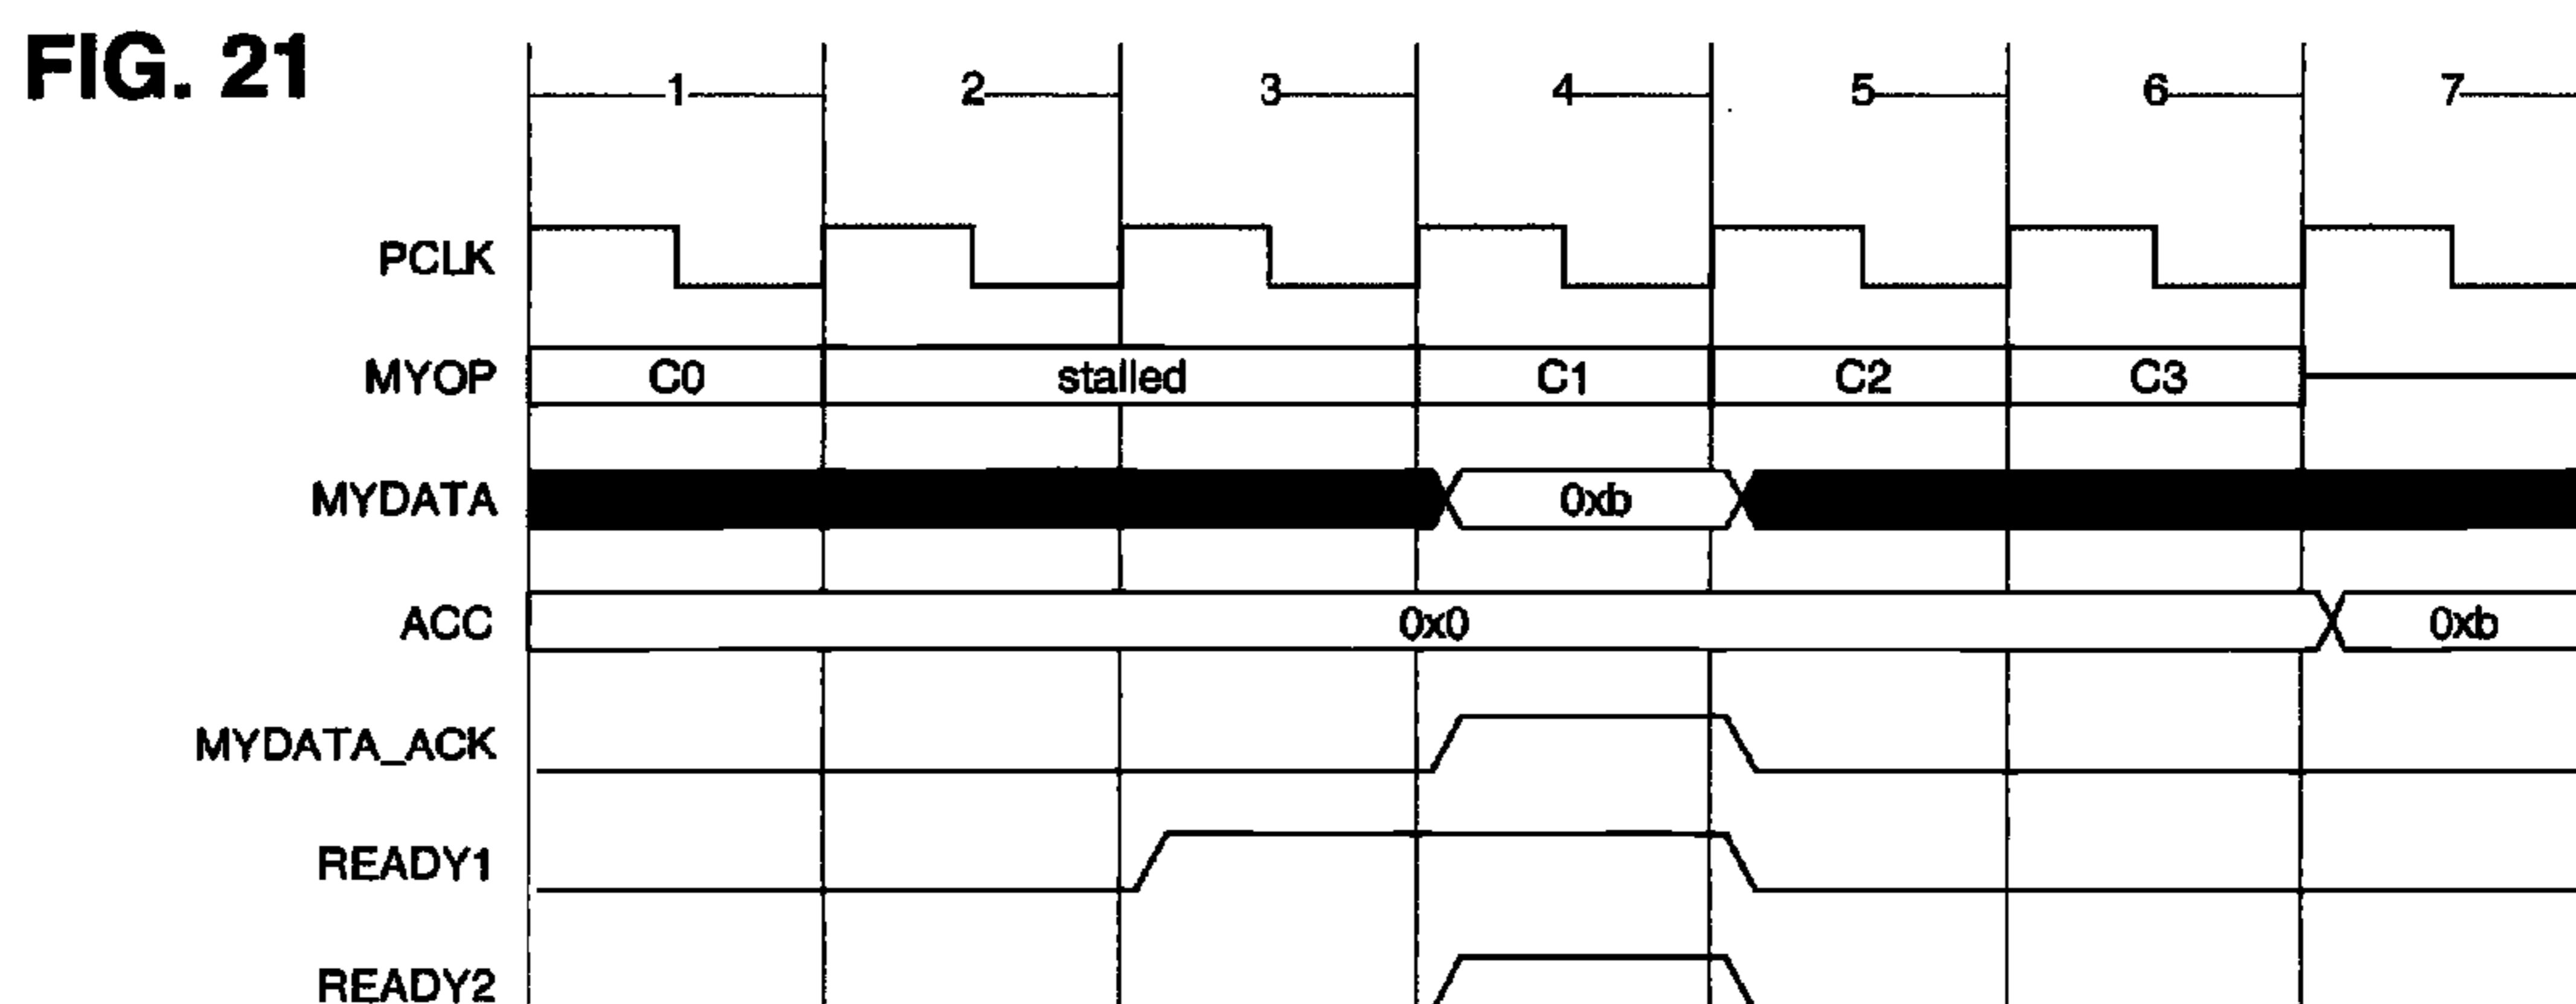 FIG. 21
1 2 3 4 5 6 7
PCLK
MYOP C0 stalled C1 C2 C3
MYDATA 0xb
ACC 0x0 0xb
MYDATA_ACK
READY1
READY2